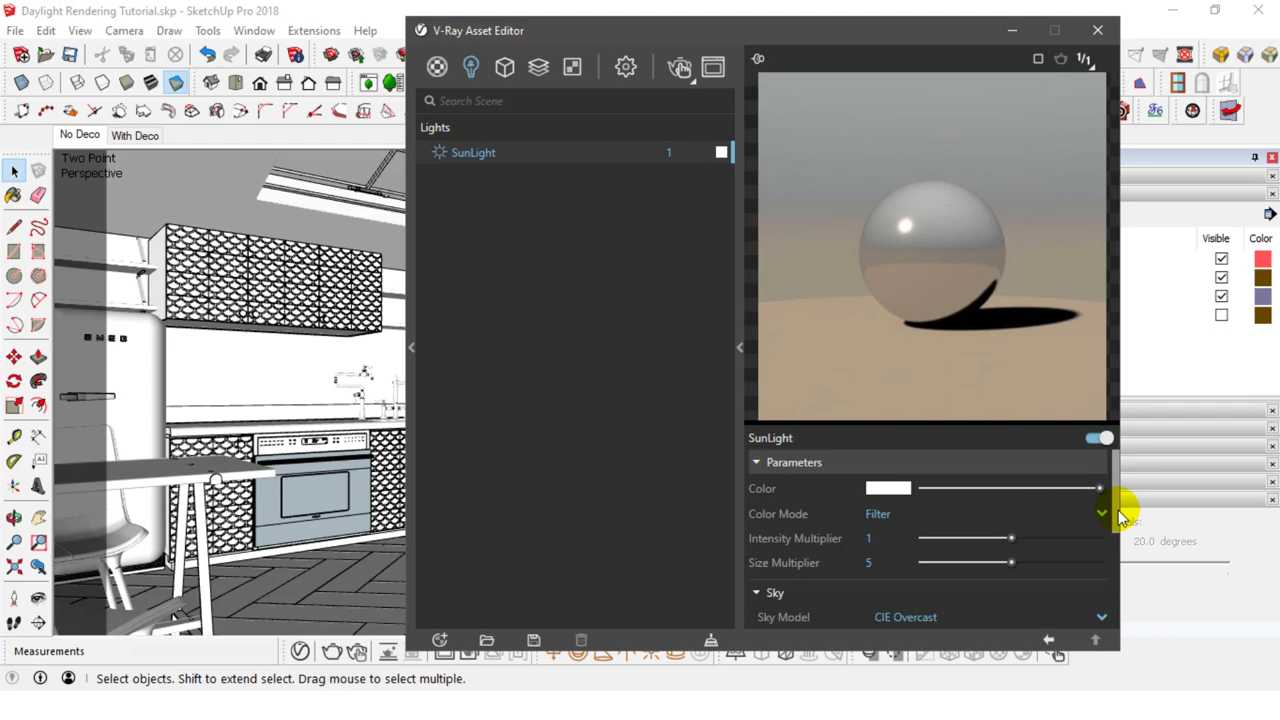 Daylight Rendering Tutorial.skp - SketchUp Pro 2018
File Edit View Camera Draw Tools Window Extensions Help
No Deco With Deco
Two Point
Perspective
SMEG
V-Ray Asset Editor
Search Scene
Lights
SunLight 1
1/1
SunLight
Parameters
Color
Color Mode Filter
Intensity Multiplier 1
Size Multiplier 5
Sky
Sky Model CIE Overcast
Visible Color
20.0 degrees
Measurements
Select objects. Shift to extend select. Drag mouse to select multiple.